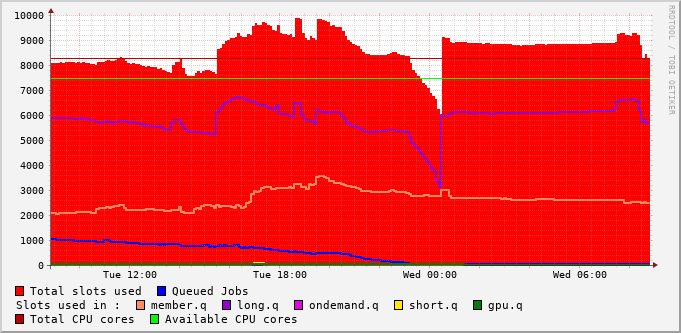 10000
9000
8000
7000
6000
5000
4000
3000
2000
1000
0
Tue 12:00 Tue 18:00 Wed 00:00 Wed 06:00
Total slots used Queued Jobs
Slots used in : member.q long.q ondemand.q short.q gpu.q
Total CPU cores Available CPU cores
RRDTOOL / TOBI OETIKER